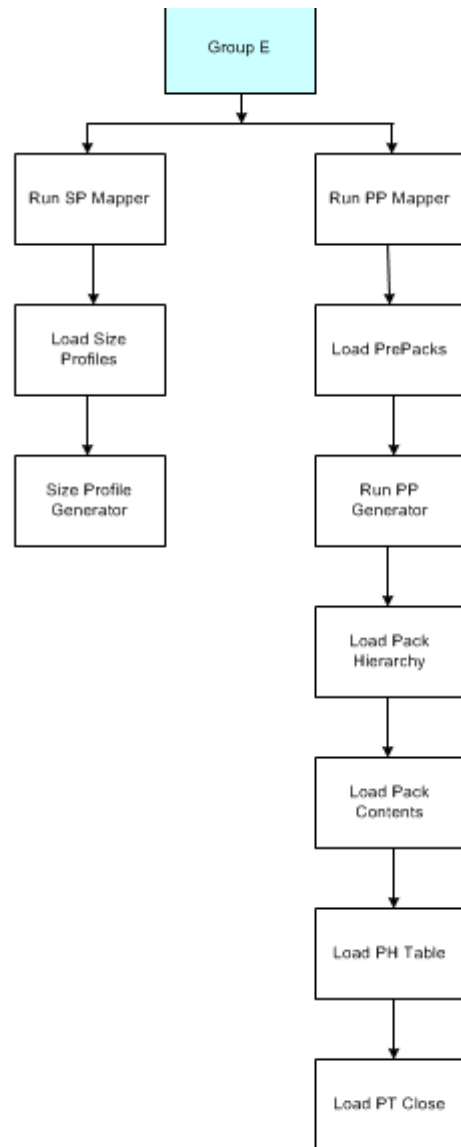 Group E
Run SP Mapper
Run PP Mapper
Load Size
Profiles
Load PrePacks
Size Profile
Generator
Run PP
Generator
Load Pack
Hierarchy
Load Pack
Contents
Load PH Table
Load PT Close